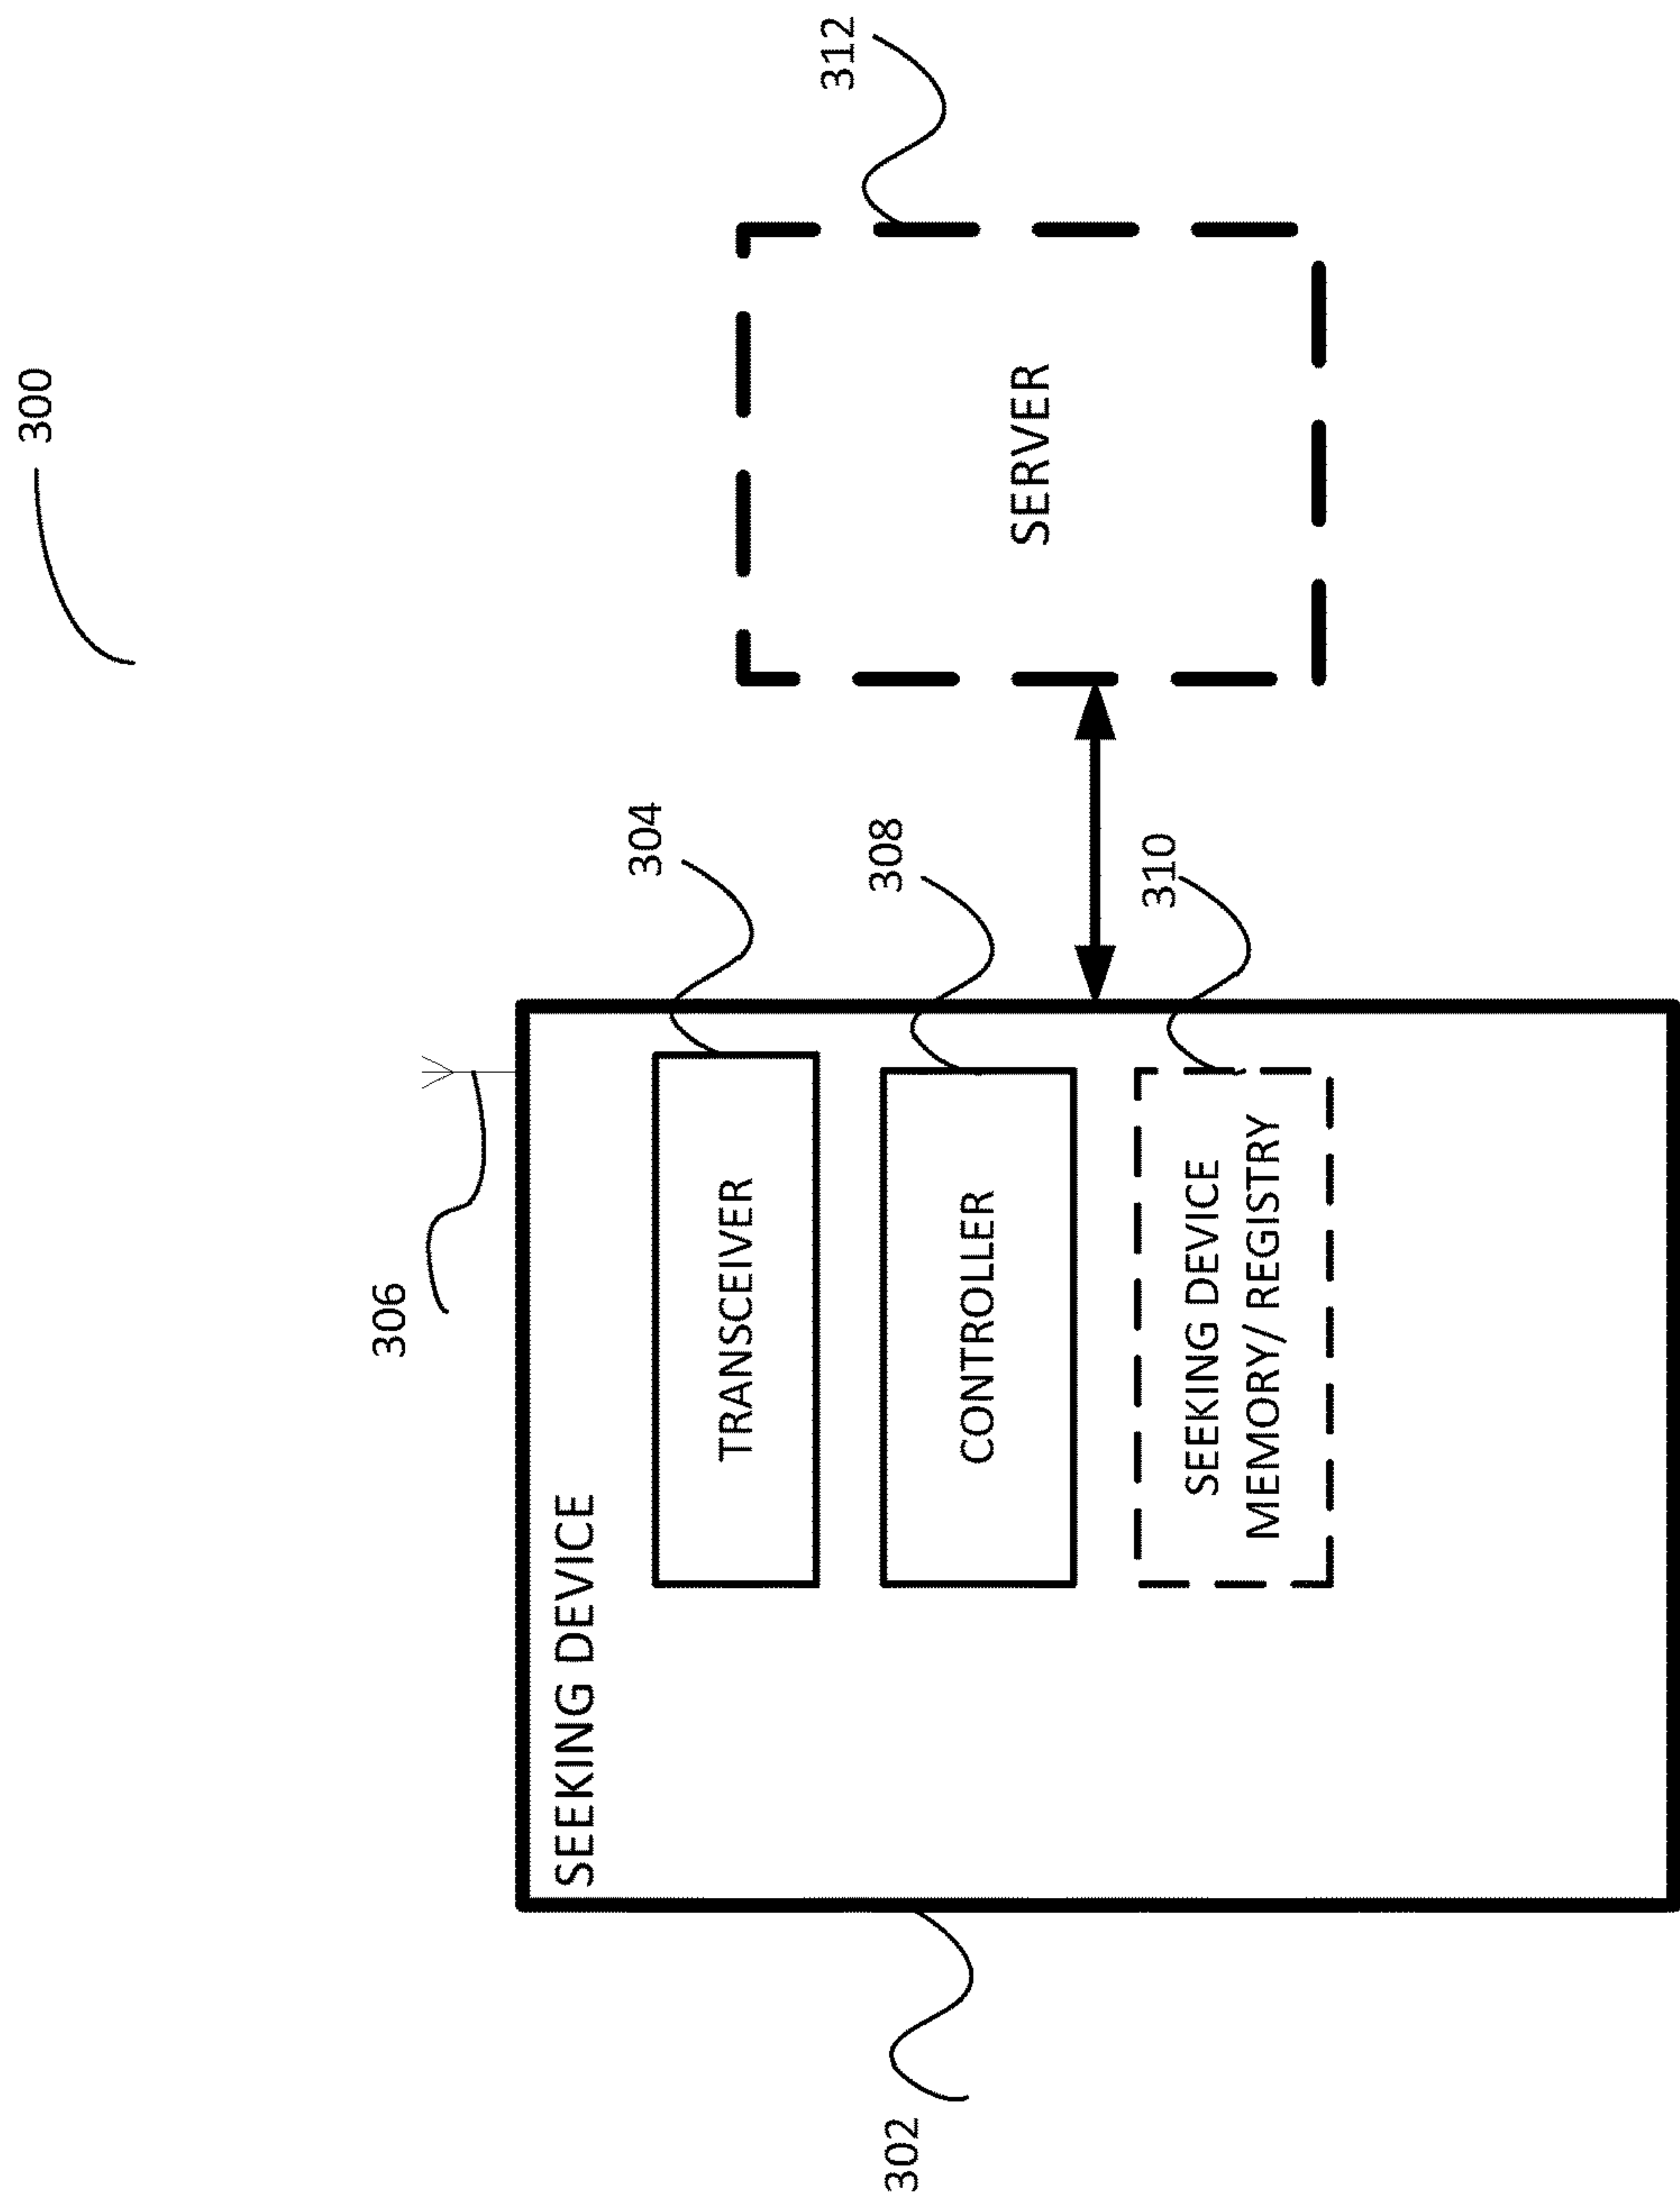 300
306
SEEKING DEVICE
304
TRANSCEIVER
312
302
308
CONTROLLER
SERVER
310
SEEKING DEVICE
MEMORY/ REGISTRY